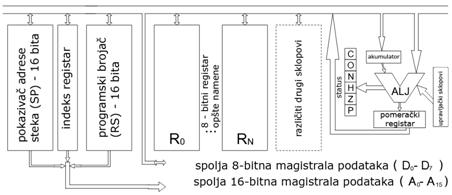 pokazivač adrese
steka (SP) - 16 bita
indeks registar
programski brojač
(RS) - 16 bita
R0
8 - bitni registar
opšte namene
RN
različiti drugi sklopovi
status
C
O
N
H
Z
P
akumulator
ALJ
pomerački
registar
upravljački sklopovi
spolja 8-bitna magistrala podataka ( D0- D7 )
spolja 16-bitna magistrala podataka ( A0- A15 )